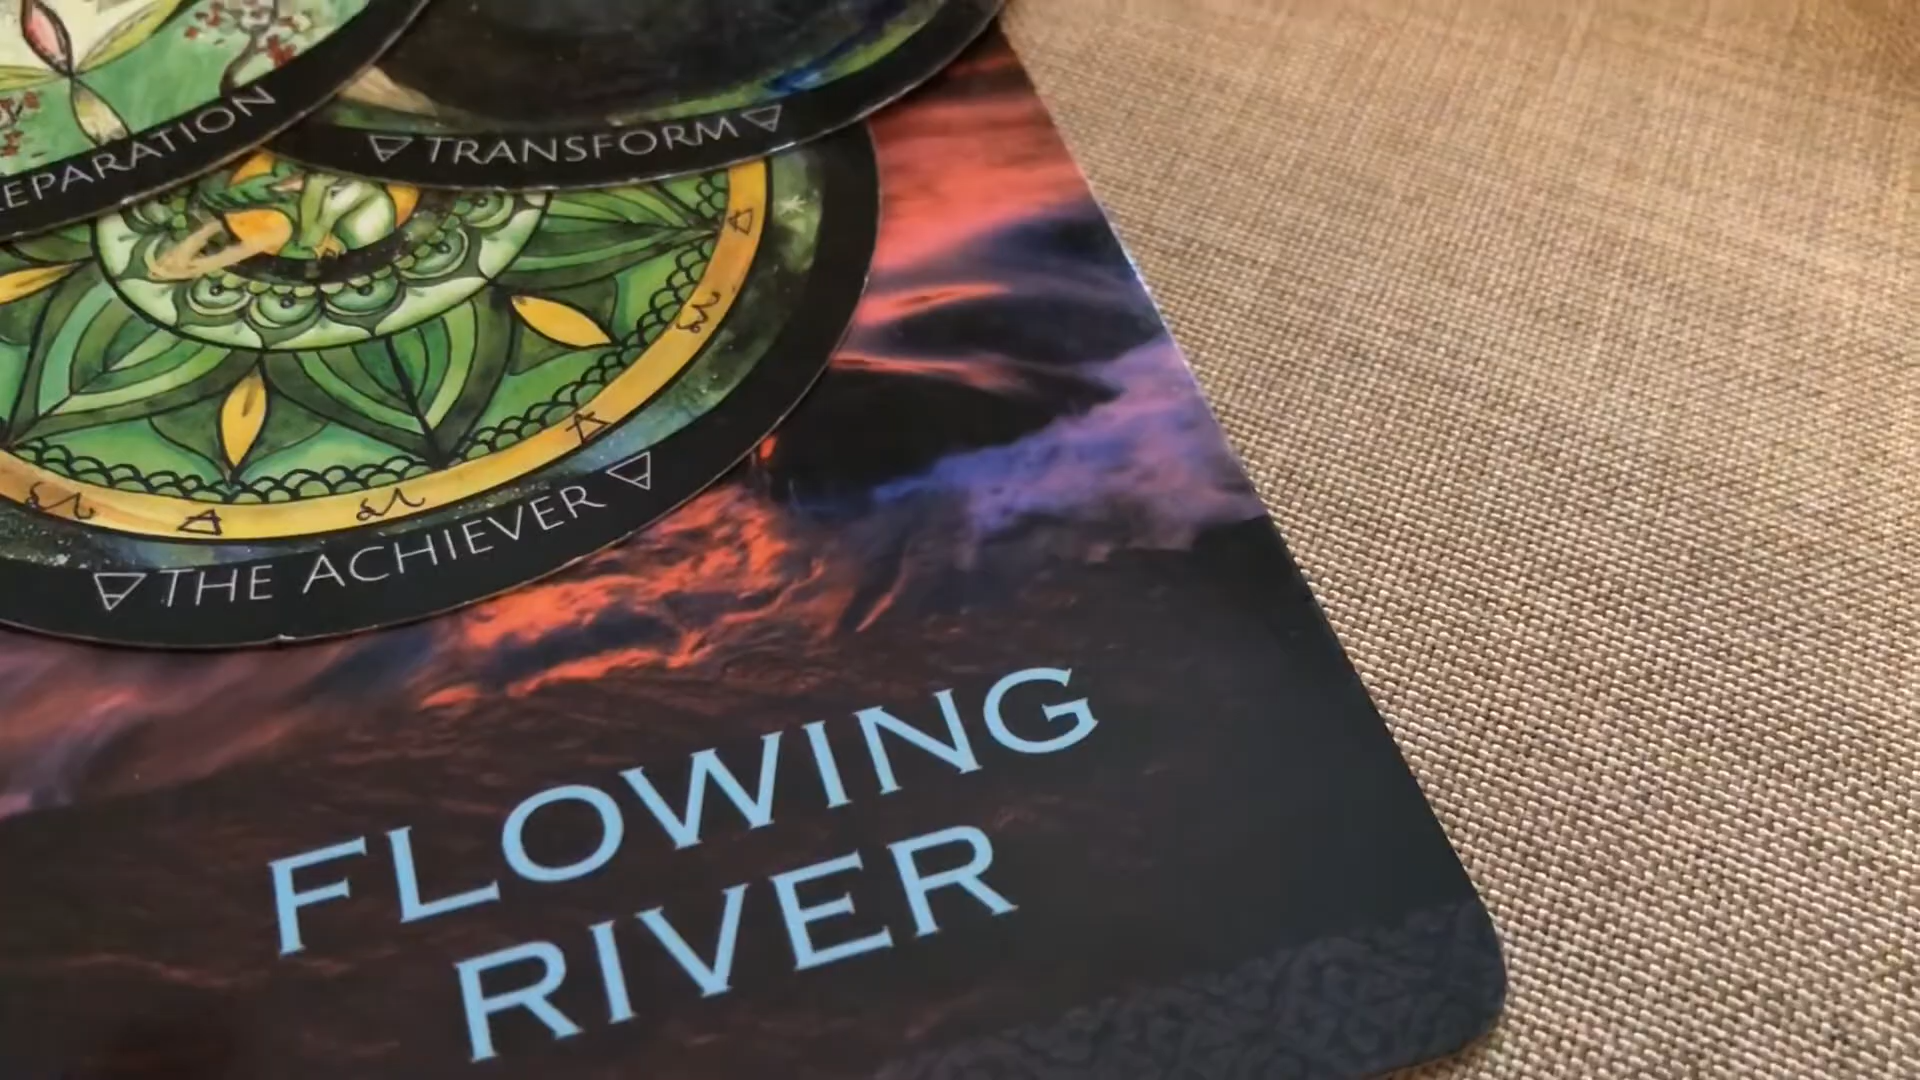 EPARATION
TRANSFORM
THE ACHIEVER
FLOWING
RIVER